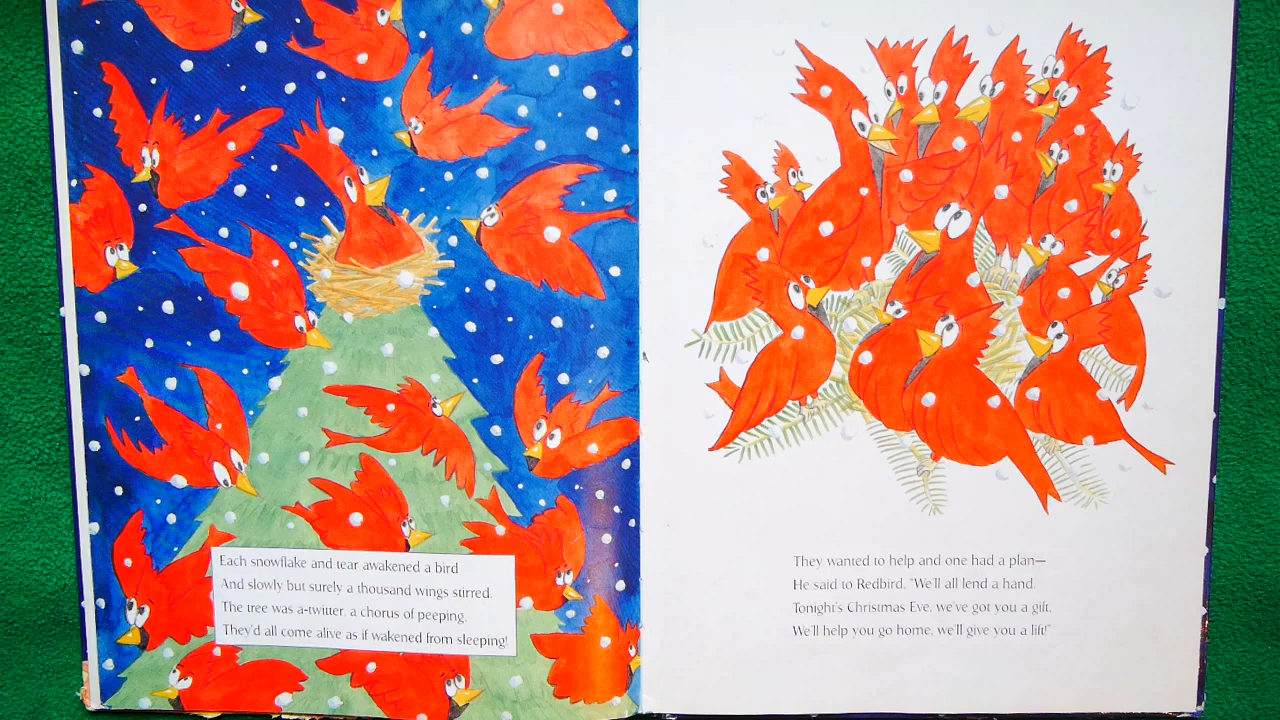 Each snowflake and tear awakened a bird
And slowly but surely a thousand wings stirred.
The tree was a-twitter, a chorus of peeping,
They'd all come alive as if wakened from sleeping!
They wanted to help and one had a plan—
He said to Redbird, "We'll all lend a hand.
Tonight's Christmas Eve, we've got you a gift,
We'll help you go home, we'll give you a lift!"